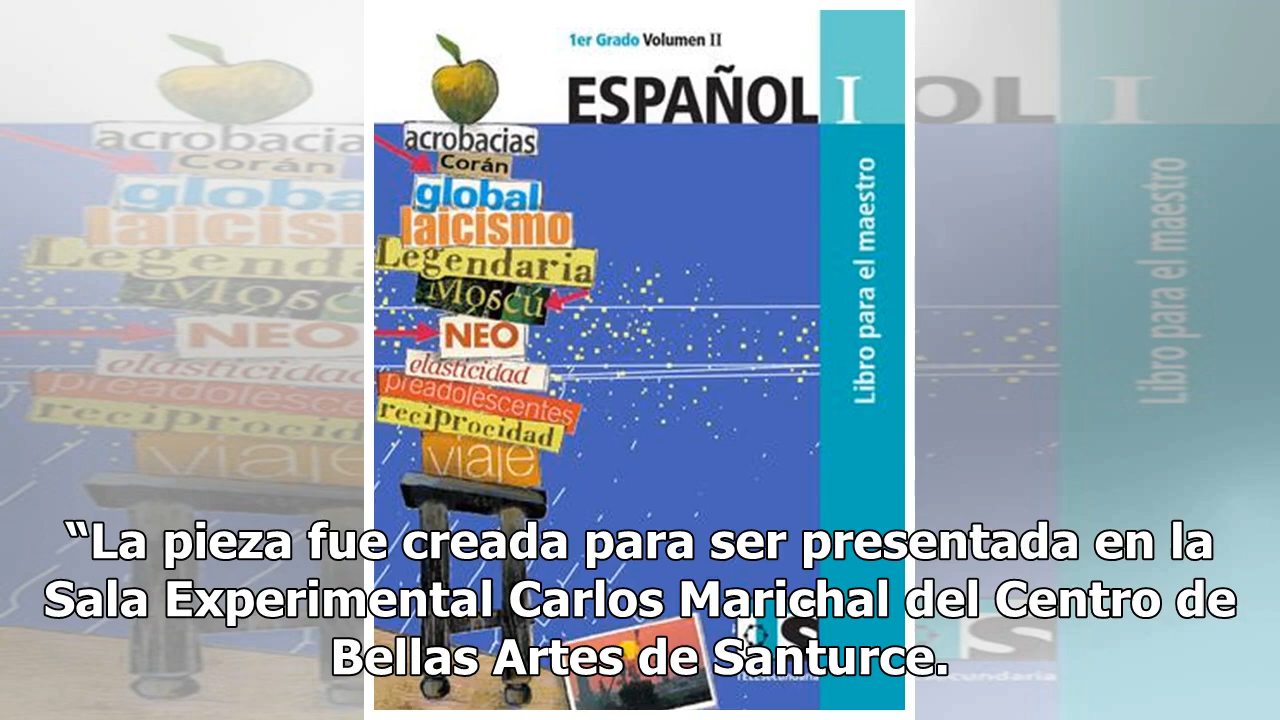 1er Grado Volumen II
ESPAÑOL I
Libro para el maestro
acrobacias
Corán
global
laicismo
Legendaria
Moscú
NEO
elasticidad
preadolescentes
reciprocidad
viaje
“La pieza fue creada para ser presentada en la
Sala Experimental Carlos Marichal del Centro de
Bellas Artes de Santurce.